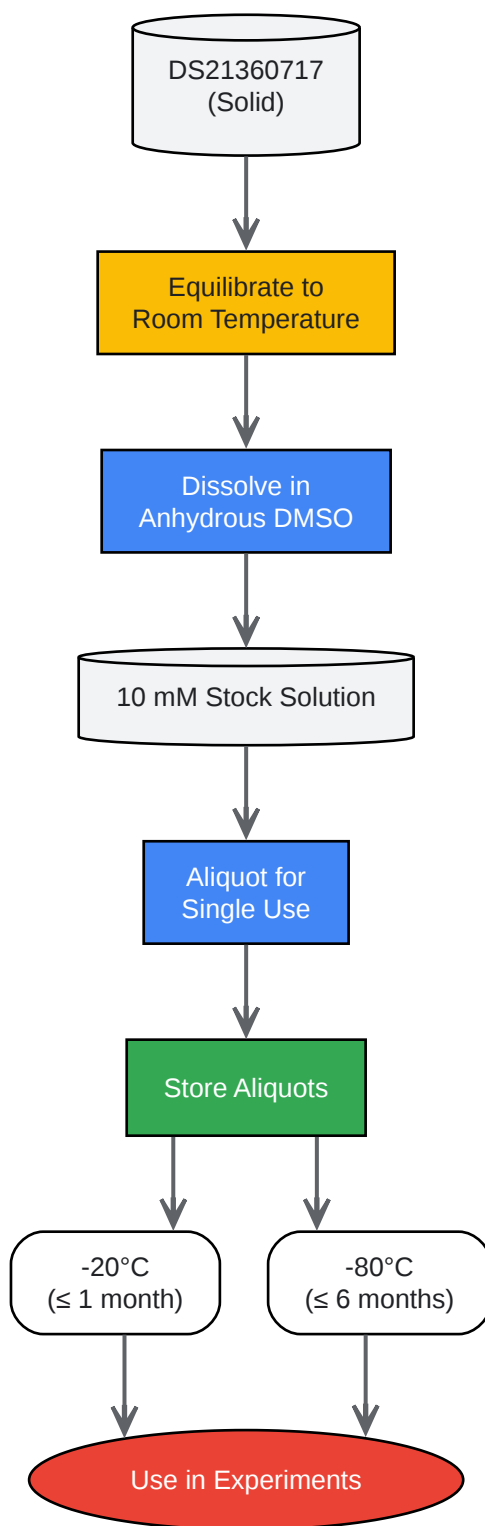 DS21360717
(Solid)
Equilibrate to
Room Temperature
Dissolve in
Anhydrous DMSO
10 mM Stock Solution
Aliquot for
Single Use
Store Aliquots
-20°C
(≤ 1 month)
-80°C
(≤ 6 months)
Use in Experiments